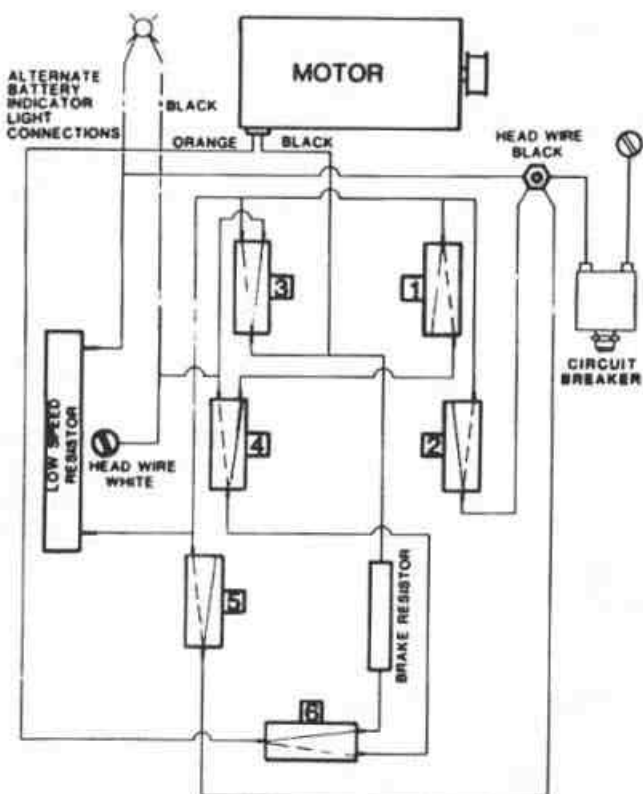 MOTOR
ALTERNATE
BATTERY
INDICATOR
LIGHT
CONNECTIONS
BLACK
ORANGE
BLACK
HEAD WIRE
BLACK
3
1
CIRCUIT
BREAKER
LOW SPEED
RESISTOR
4
2
HEAD WIRE
WHITE
5
BRAKE RESISTOR
6